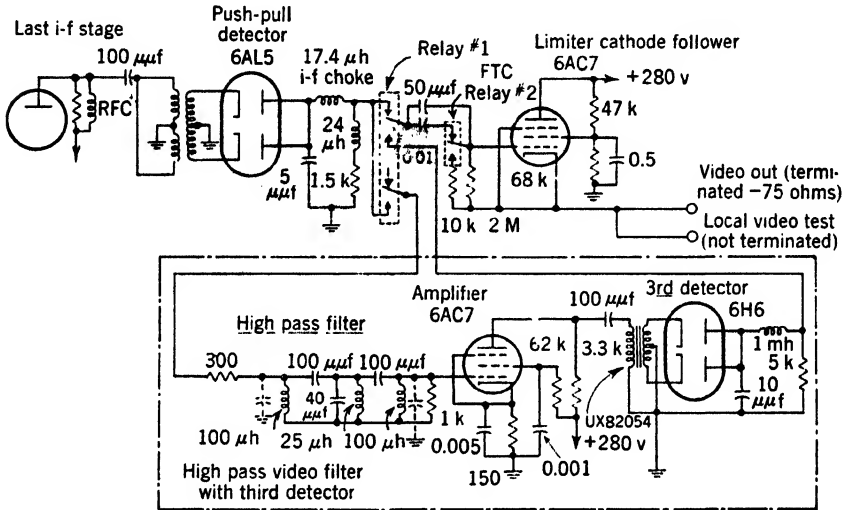 Last i-f stage
100 μμf
RFC
Push-pull
detector
6AL5
17.4 μh
i-f choke
24
μh
5
μμf
1.5 k
Relay #1
50 μμf
FTC
Relay #2
0.01
10 k
2 M
68 k
Limiter cathode follower
6AC7
+280 v
47 k
0.5
Video out (termi-
nated -75 ohms)
Local video test
(not terminated)
High pass filter
300
100 μμf
100 μμf
40
μμf
100 μh
25 μh
100 μh
1 k
High pass video filter
with third detector
Amplifier
6AC7
0.005
150
0.001
62 k
+280 v
100 μμf
3.3 k
UX82054
3rd detector
6H6
1 mh
5 k
10
μμf